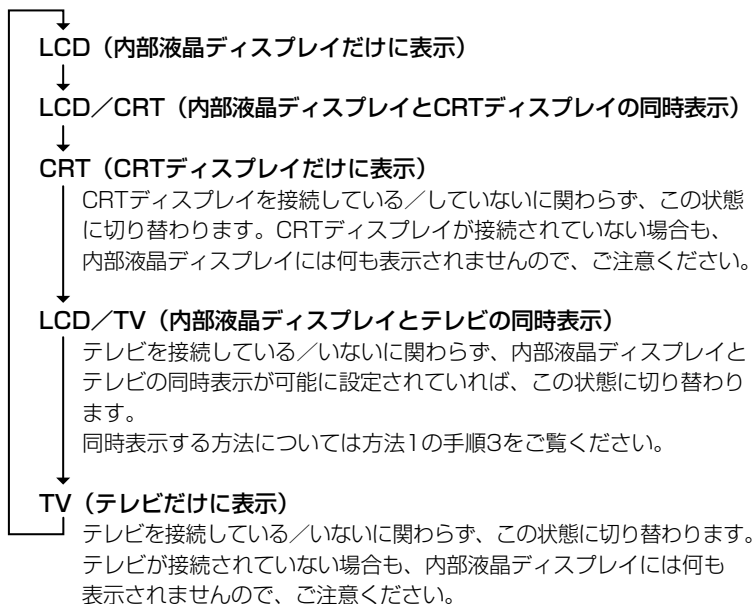 LCD（内部液晶ディスプレイだけに表示）
LCD／CRT（内部液晶ディスプレイとCRTディスプレイの同時表示）
CRT（CRTディスプレイだけに表示）
CRTディスプレイを接続している／していないに関わらず、この状態
に切り替わります。CRTディスプレイが接続されていない場合も、
内部液晶ディスプレイには何も表示されませんので、ご注意ください。
LCD／TV（内部液晶ディスプレイとテレビの同時表示）
テレビを接続している／いないに関わらず、内部液晶ディスプレイと
テレビの同時表示が可能に設定されていれば、この状態に切り替わり
ます。
同時表示する方法については方法1の手順3をご覧ください。
TV（テレビだけに表示）
テレビを接続している／いないに関わらず、この状態に切り替わります。
テレビが接続されていない場合も、内部液晶ディスプレイには何も
表示されませんので、ご注意ください。